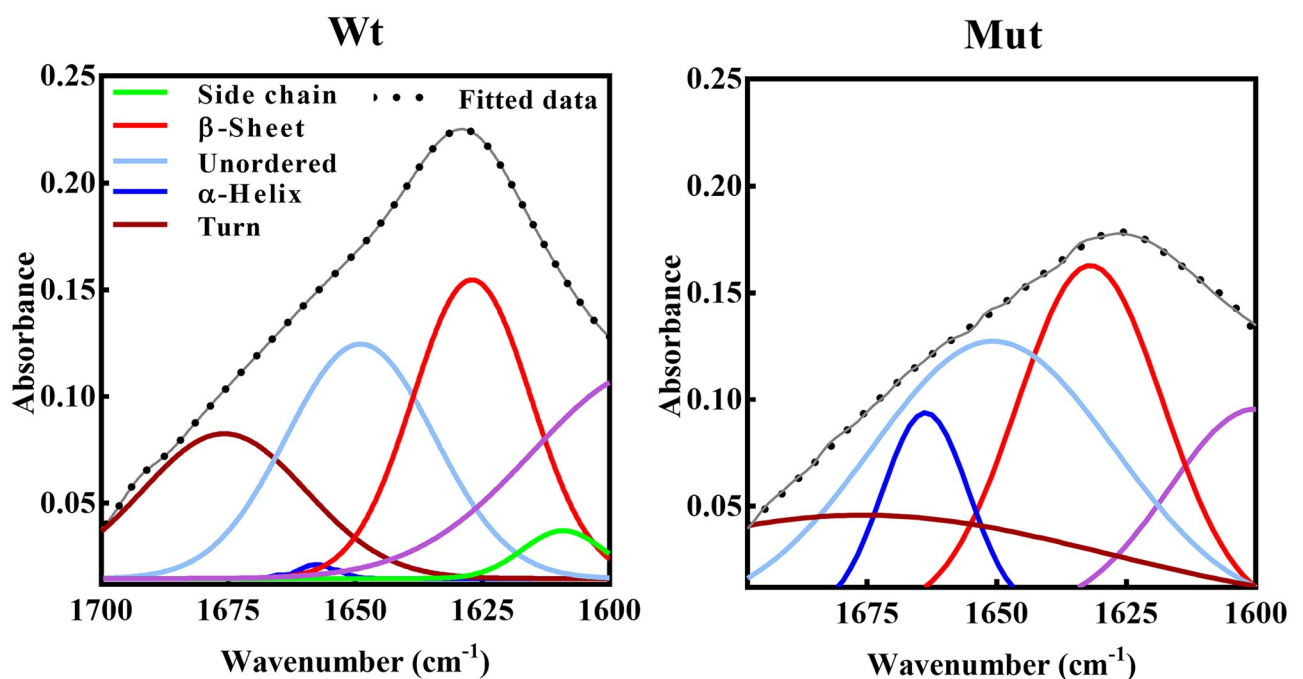 Wt
Mut
0.25
0.20
0.15
0.10
0.05
Absorbance
Side chain
β-Sheet
Unordered
α-Helix
Turn
Fitted data
1700
1675
1650
1625
1600
Wavenumber (cm-1)
0.25
0.20
0.15
0.10
0.05
Absorbance
1675
1650
1625
1600
Wavenumber (cm-1)